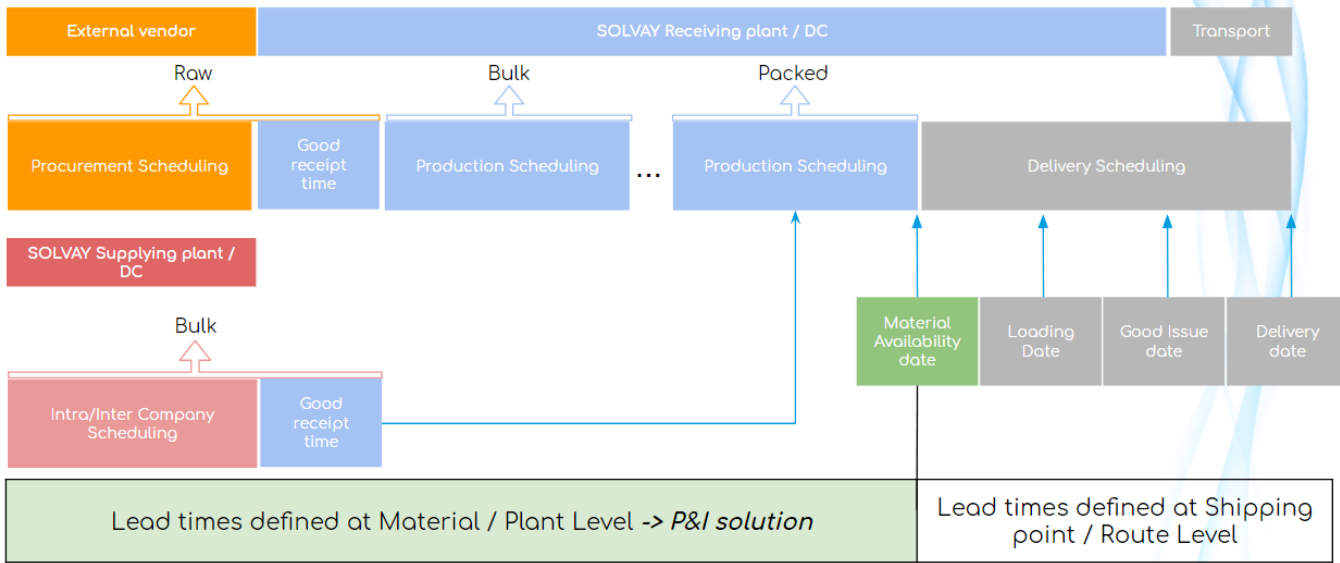 External vendor
SOLVAY Receiving plant / DC
Transport
Raw
Bulk
Packed
Procurement Scheduling
Good
receipt
time
Production Scheduling
...
Production Scheduling
Delivery Scheduling
SOLVAY Supplying plant /
DC
Bulk
Material
Availability
date
Loading
Date
Good Issue
date
Delivery
date
Intra/Inter Company
Scheduling
Good
receipt
time
Lead times defined at Material / Plant Level -> P&I solution
Lead times defined at Shipping
point / Route Level